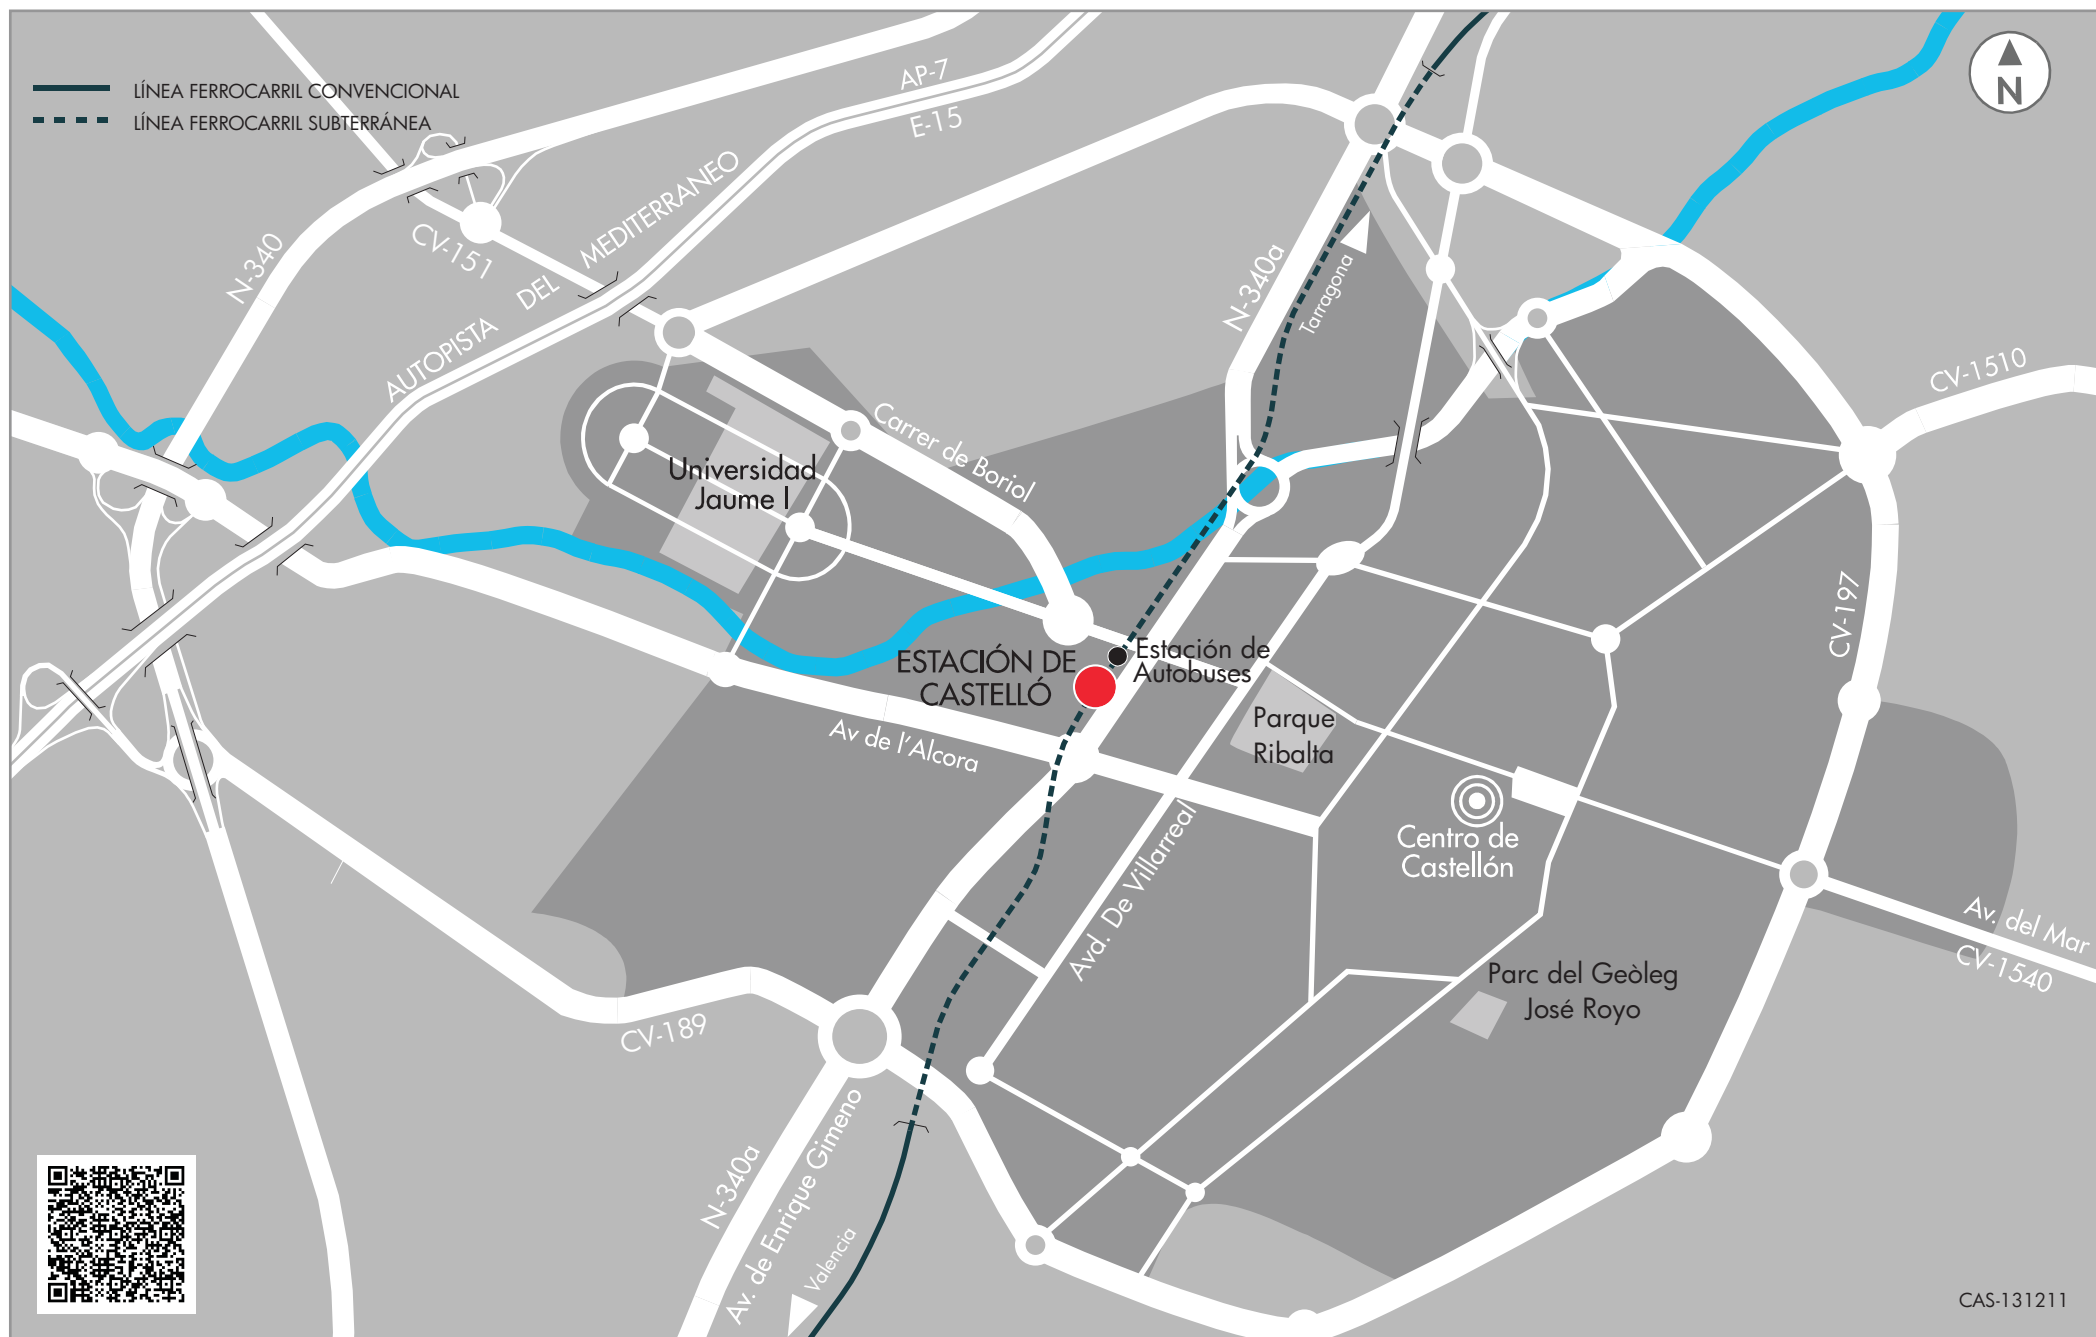 LÍNEA FERROCARRIL CONVENCIONAL
LÍNEA FERROCARRIL SUBTERRÁNEA
AP-7
E-15
N
N-340
CV-151
AUTOPISTA DEL MEDITERRANEO
N-340a
Tarragona
CV-1510
Carrer de Boriol
Universidad
Jaume I
CV-197
ESTACIÓN DE
CASTELLÓ
Estación de
Autobuses
Parque
Ribalta
Av de l'Alcora
Avd. De Villarreal
Centro de
Castellón
Av. del Mar
CV-1540
Parc del Geòleg
José Royo
CV-189
N-340a
Av. de Enrique Gimeno
Valencia
CAS-131211